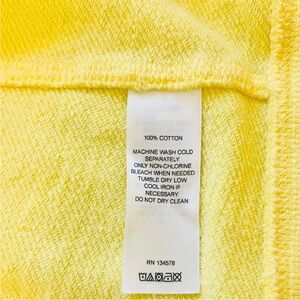 100% COTTON
MACHINE WASH COLD
SEPARATELY
ONLY NON-CHLORINE
BLEACH WHEN NEEDED
TUMBLE DRY LOW
COOL IRON IF
NECESSARY.
DO NOT DRY CLEAN
RN 134578